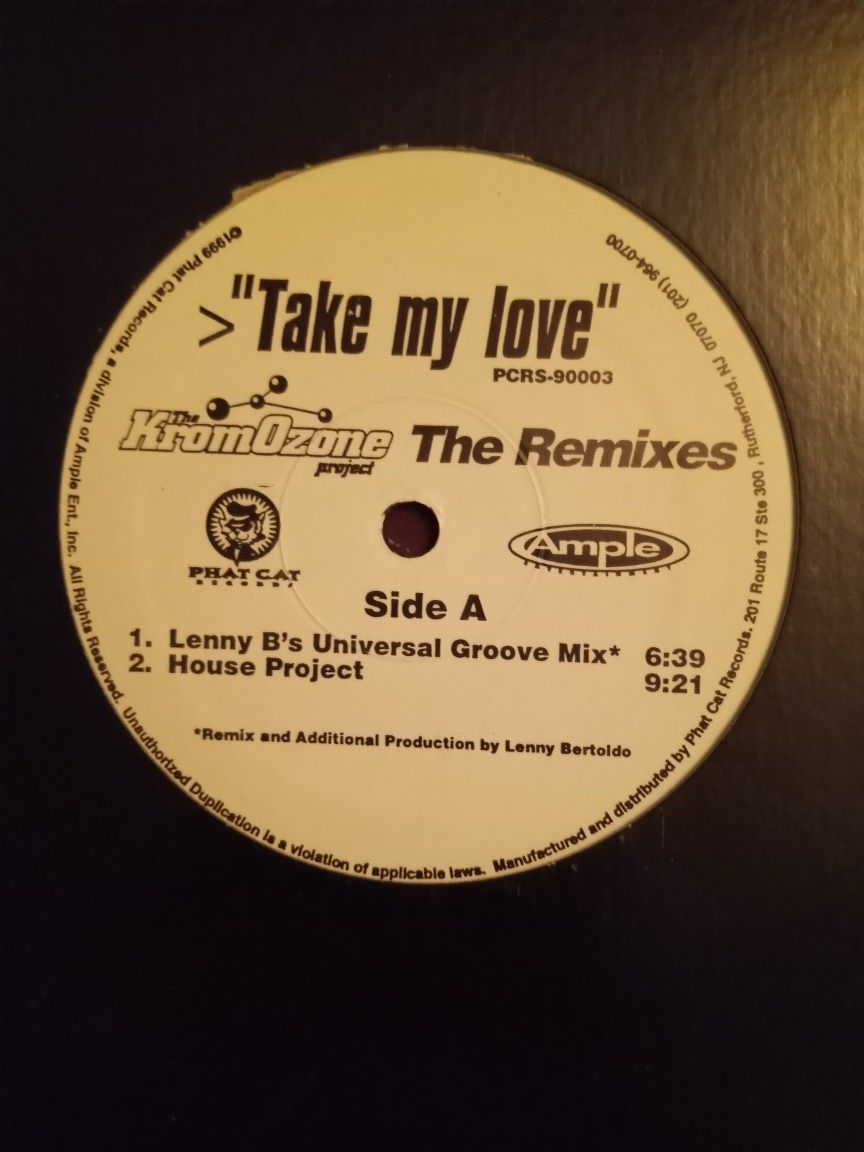 >"Take my love"
PCRS-90003
The
KromOzone
project
The Remixes
PHAT CAT
RECORDS
Ample
ENTERTAINMENT
Side A
1. Lenny B's Universal Groove Mix* 6:39
2. House Project 9:21
*Remix and Additional Production by Lenny Bertoldo
©1999 Phat Cat Records, a division of Ample Ent., Inc. All Rights Reserved. Unauthorized Duplication is a violation of applicable laws. Manufactured and distributed by Phat Cat Records. 201 Route 17 Ste 300 , Rutherford, NJ 07070 (201) 964-0700